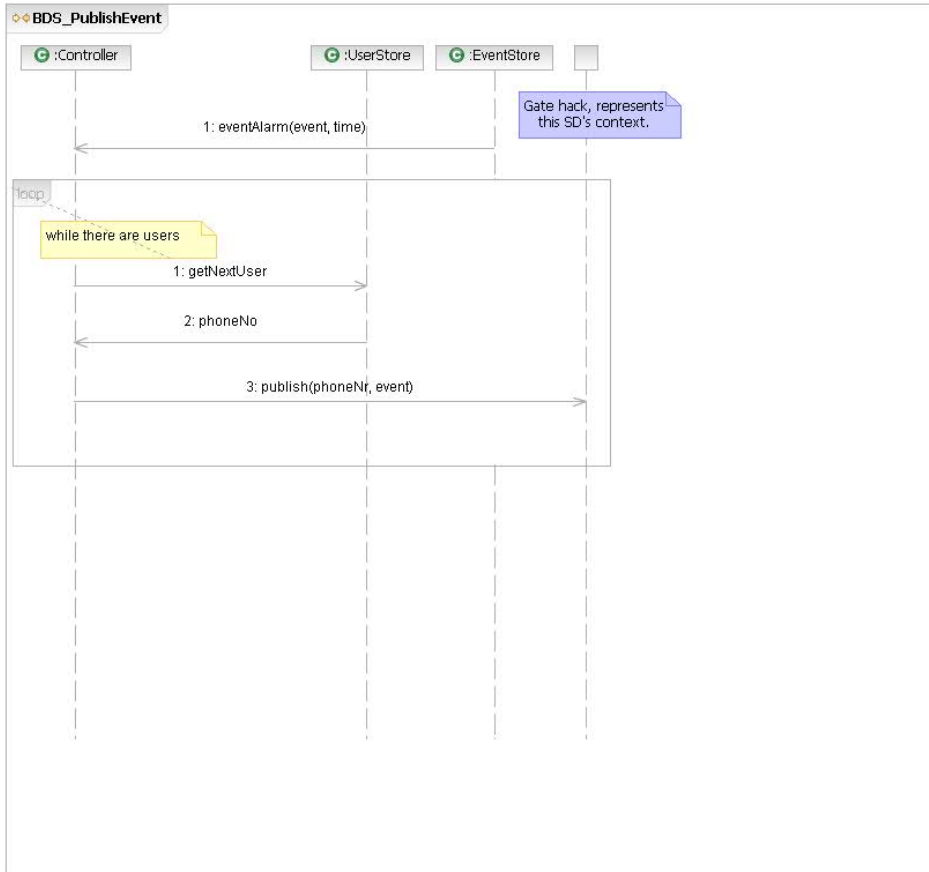 BDS_PublishEvent
:Controller
:UserStore
:EventStore
Gate hack, represents
this SD's context.
1: eventAlarm(event, time)
loop
while there are users
1: getNextUser
2: phoneNo
3: publish(phoneNr, event)